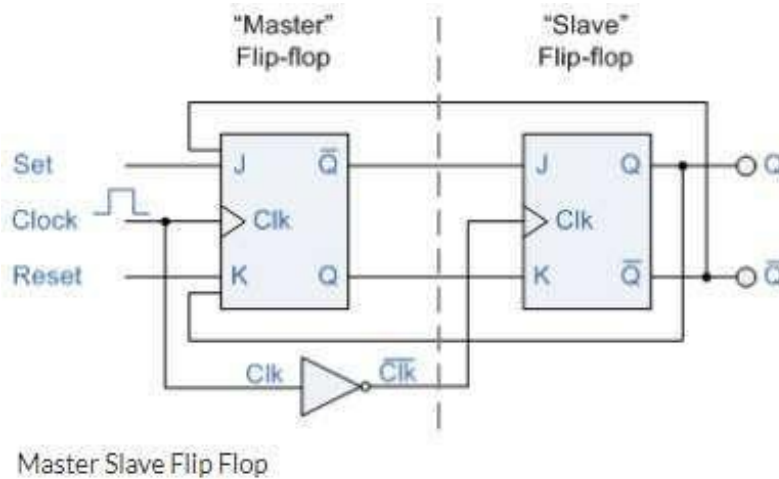 “Master”
Flip-flop
“Slave”
Flip-flop
Set
J
Q̅
J
Q
Q
Clock
Clk
Clk
Reset
K
Q
K
Q̅
Q̅
Clk
C̅l̅k̅
Master Slave Flip Flop